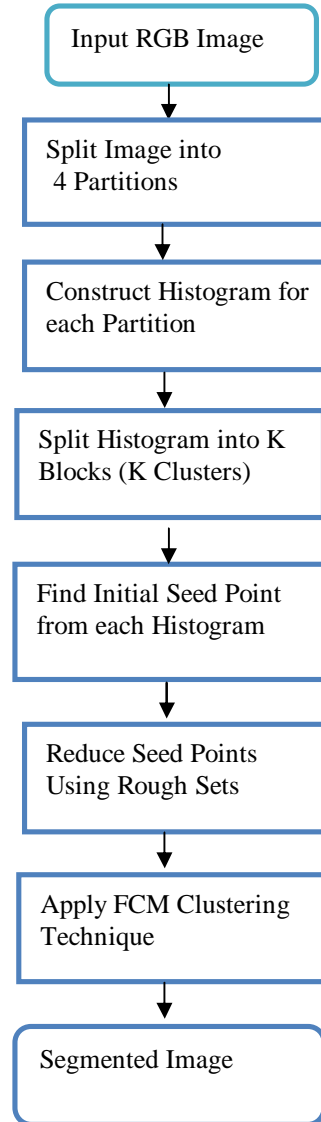 Input RGB Image
Split Image into
4 Partitions
Construct Histogram for
each Partition
Split Histogram into K
Blocks (K Clusters)
Find Initial Seed Point
from each Histogram
Reduce Seed Points
Using Rough Sets
Apply FCM Clustering
Technique
Segmented Image